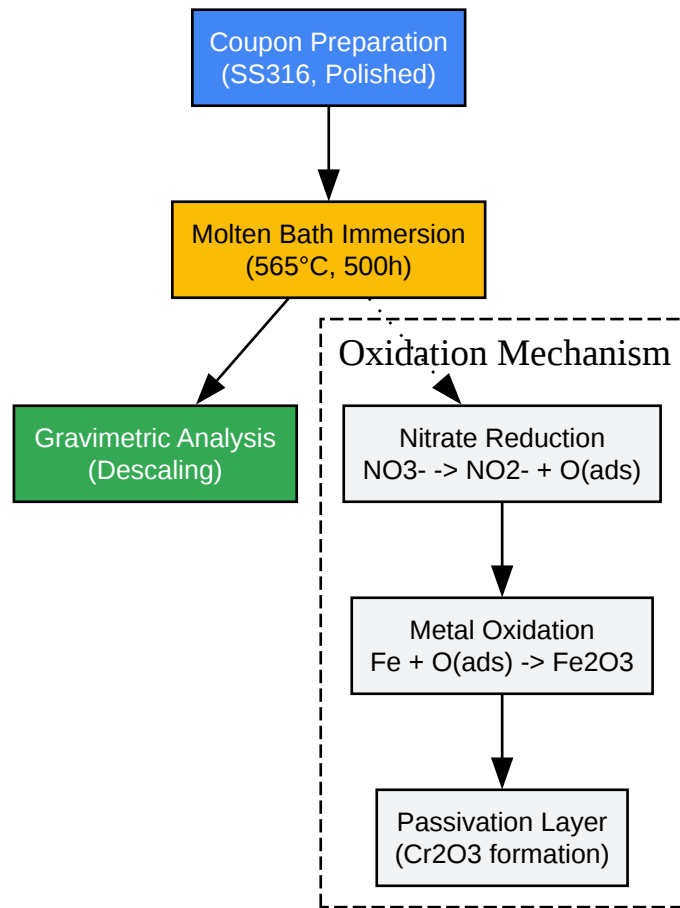 Coupon Preparation
(SS316, Polished)
Molten Bath Immersion
(565°C, 500h)
Oxidation Mechanism
Gravimetric Analysis
(Descaling)
Nitrate Reduction
NO3- -> NO2- + O(ads)
Metal Oxidation
Fe + O(ads) -> Fe2O3
Passivation Layer
(Cr2O3 formation)